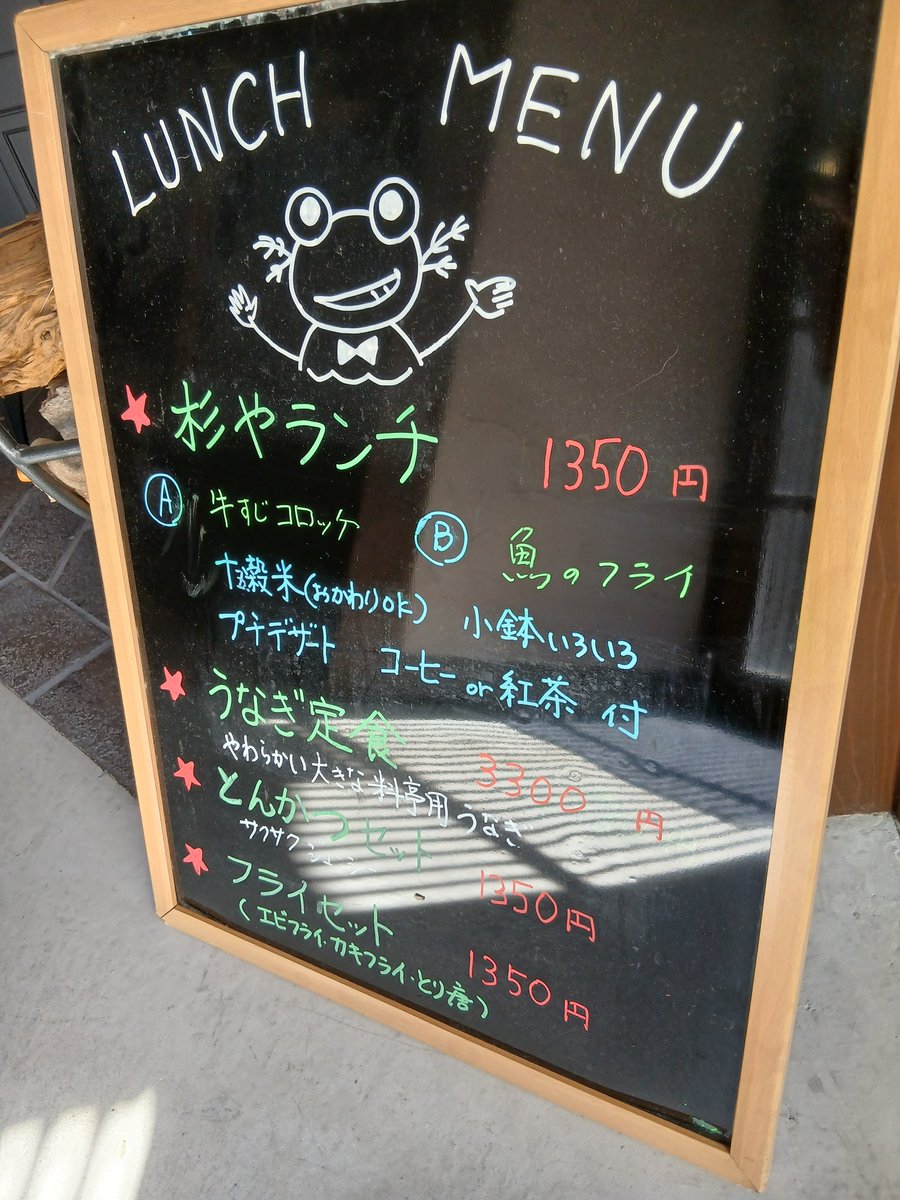 LUNCH MENU
★杉やランチ 1350円
Ⓐ 牛すじコロッケ Ⓑ 魚のフライ
十五穀米(おかわりOK) 小鉢いろいろ
プチデザート コーヒー or 紅茶 付
★うなぎ定食 3300円
やわらかい大きな料亭用うなぎ
★とんかつセット 1350円
サクサク
★フライセット 1350円
(エビフライ・カキフライ・とり唐)